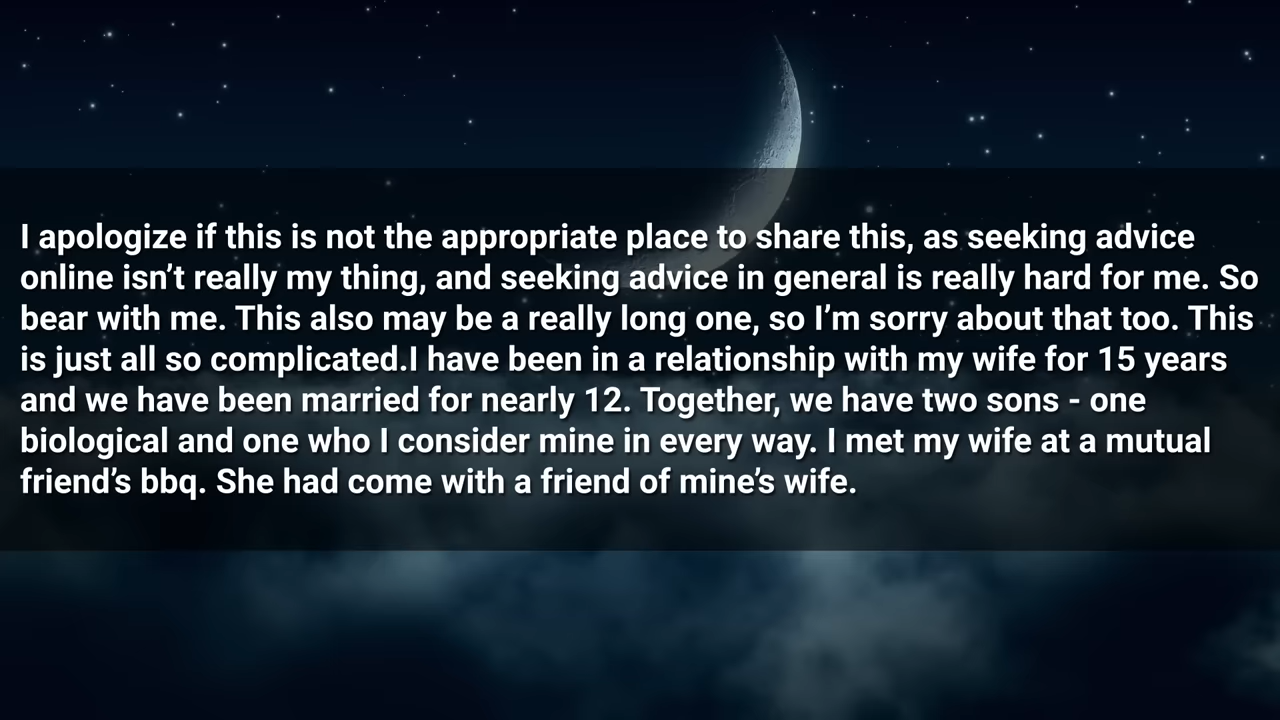 I apologize if this is not the appropriate place to share this, as seeking advice
online isn’t really my thing, and seeking advice in general is really hard for me. So
bear with me. This also may be a really long one, so I’m sorry about that too. This
is just all so complicated.I have been in a relationship with my wife for 15 years
and we have been married for nearly 12. Together, we have two sons - one
biological and one who I consider mine in every way. I met my wife at a mutual
friend’s bbq. She had come with a friend of mine’s wife.